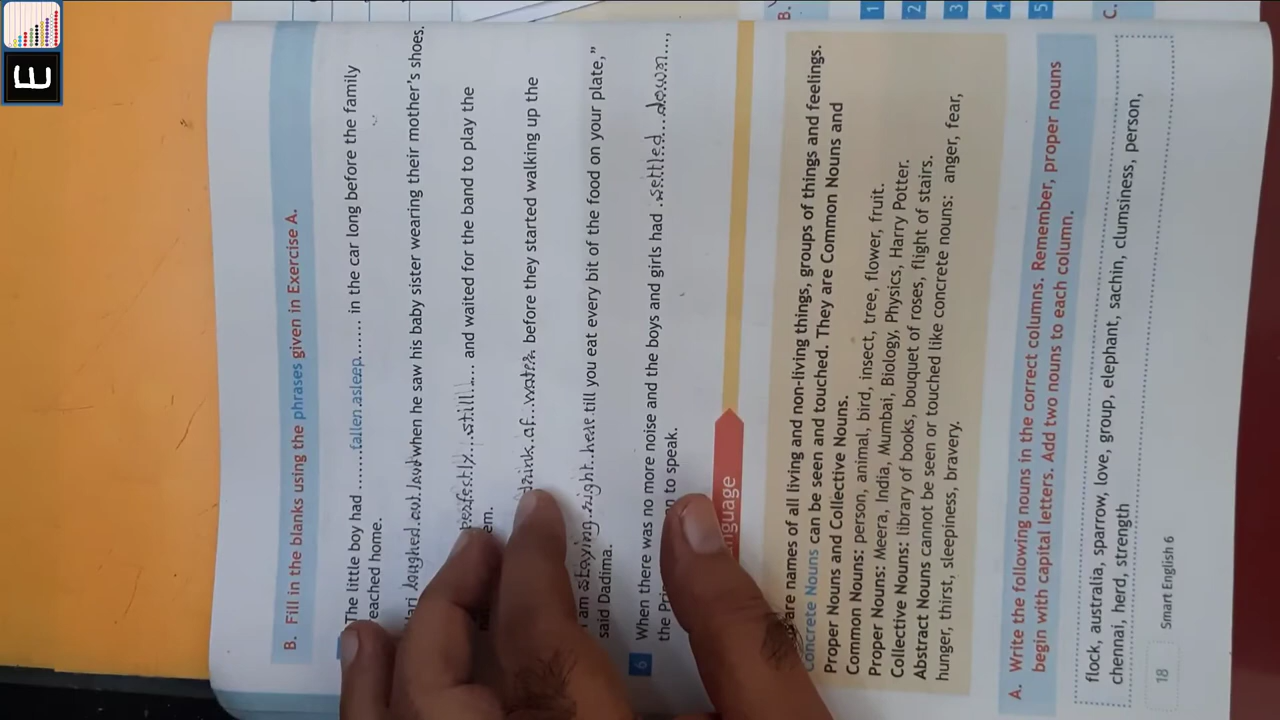 B. Fill in the blanks using the phrases given in Exercise A.
The little boy had ......fallen asleep...... in the car long before the family
reached home.
laughed out loud when he saw his baby sister wearing their mother's shoes.
perfectly...still..... and waited for the band to play the
drink of...water before they started walking up the
am staying right here till you eat every bit of the food on your plate,"
said Dadima.
6 When there was no more noise and the boys and girls had .settled...down...,
the to speak.
are names of all living and non-living things, groups of things and feelings.
Concrete Nouns can be seen and touched. They are Common Nouns and
Proper Nouns and Collective Nouns.
Common Nouns: person, animal, bird, insect, tree, flower, fruit.
Proper Nouns: Meera, India, Mumbai, Biology, Physics, Harry Potter.
Collective Nouns: library of books, bouquet of roses, flight of stairs.
Abstract Nouns cannot be seen or touched like concrete nouns: anger, fear,
hunger, thirst, sleepiness, bravery.
A. Write the following nouns in the correct columns. Remember, proper nouns
begin with capital letters. Add two nouns to each column.
flock, australia, sparrow, love, group, elephant, sachin, clumsiness, person,
chennai, herd, strength
18 Smart English 6
B.
1
2
3
4
5
C.
E